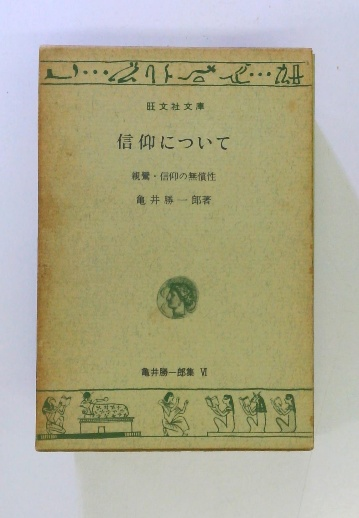 旺文社文庫
信仰について
親鸞・信仰の無償性
亀井勝一郎著
亀井勝一郎集 Ⅵ